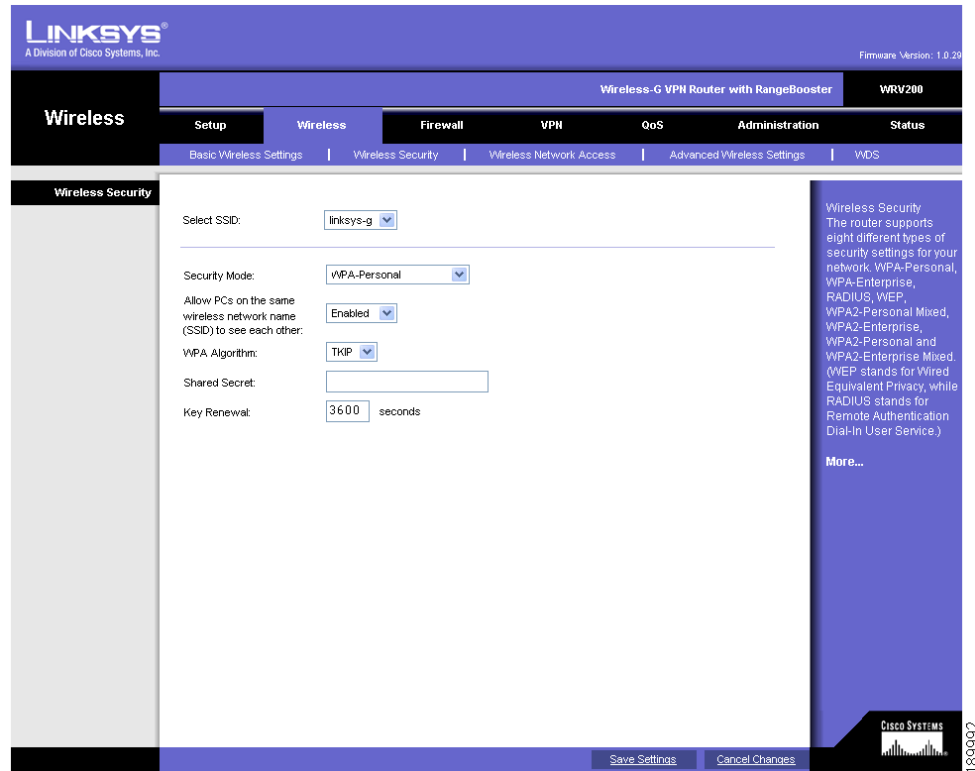 LINKSYS®
A Division of Cisco Systems, Inc.
Firmware Version: 1.0.29
Wireless-G VPN Router with RangeBooster
WRV200
Wireless
Setup
Wireless
Firewall
VPN
QoS
Administration
Status
Basic Wireless Settings | Wireless Security | Wireless Network Access | Advanced Wireless Settings | WDS
Wireless Security
Select SSID: linksys-g
Security Mode: WPA-Personal
Allow PCs on the same
wireless network name
(SSID) to see each other:
Enabled
WPA Algorithm: TKIP
Shared Secret:
Key Renewal: 3600 seconds
Wireless Security
The router supports
eight different types of
security settings for your
network. WPA-Personal,
WPA-Enterprise,
RADIUS, WEP,
WPA2-Personal Mixed,
WPA2-Enterprise,
WPA2-Personal and
WPA2-Enterprise Mixed.
(WEP stands for Wired
Equivalent Privacy, while
RADIUS stands for
Remote Authentication
Dial-In User Service.)
More...
Save Settings
Cancel Changes
CISCO SYSTEMS
189992